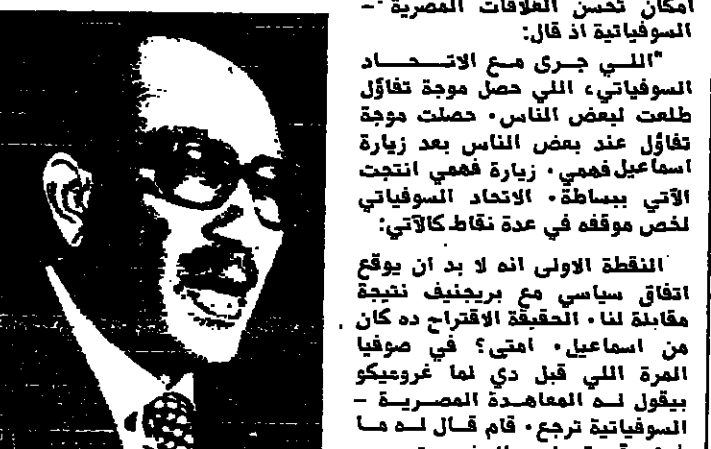 امكان تحسن العلاقات المصرية -
السوفياتية اذ قال:
"اللي جرى مع الاتحاد
السوفياتي، اللي حصل موجة تفاؤل
طلعت لبعض الناس. حصلت موجة
تفاؤل عند بعض الناس بعد زيارة
اسماعيل فهمي. زيارة فهمي انتجت
الآتي ببساطة. الاتحاد السوفياتي
لخص موقفه في عدة نقاط كالآتي:
النقطة الاولى انه لا بد ان يوقع
اتفاق سياسي مع بريجنيف نتيجة
مقابلة لنا. الحقيقة الاقتراح ده كان
من اسماعيل. امتى؟ في صوفيا
المرة اللي قبل دي لما غروميكو
بيقول له المعاهدة المصرية -
السوفياتية ترجع. قام قال له ما